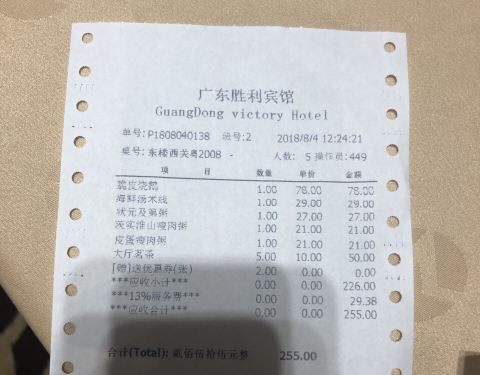 广东胜利宾馆
GuangDong victory Hotel
单号:P1808040138 班号:2 2018/8/4 12:24:21
桌号:东楼西关粤2008 - 人数: 5 操作员:449
项 目 数量 单价 金额
脆皮烧鹅 1.00 78.00 78.00
海鲜汤米线 1.00 29.00 29.00
状元及第粥 1.00 27.00 27.00
茨实淮山瘦肉粥 1.00 21.00 21.00
皮蛋瘦肉粥 1.00 21.00 21.00
大厅茗茶 5.00 10.00 50.00
[赠]送优惠券(张) 2.00 0.00 0.00
***应收小计*** 0.00 0.00 226.00
***13%服务费*** 0.00 0.00 29.38
***应收合计*** 0.00 0.00 255.00
合计(Total): 贰佰伍拾伍元整 255.00